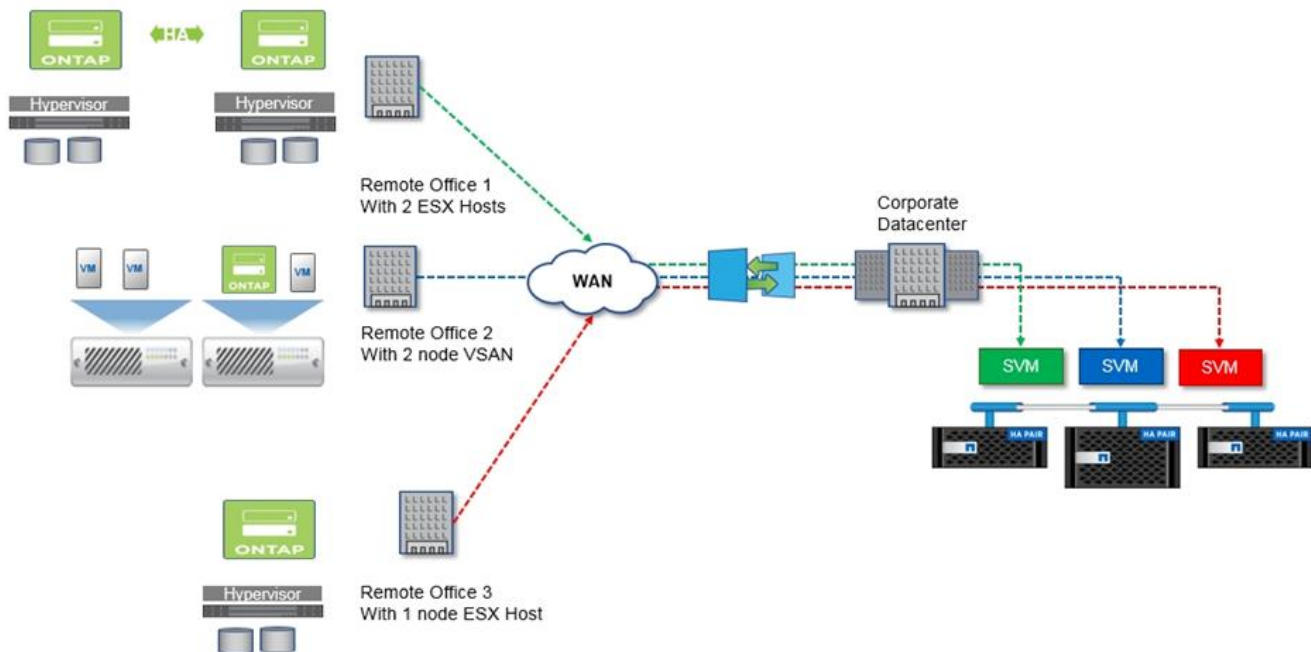 ONTAP
HA
ONTAP
Hypervisor
Hypervisor
Remote Office 1
With 2 ESX Hosts
VM
VM
ONTAP
VM
Remote Office 2
With 2 node VSAN
WAN
Corporate
Datacenter
SVM
SVM
SVM
HA PAIR
HA PAIR
HA PAIR
ONTAP
Hypervisor
Remote Office 3
With 1 node ESX Host